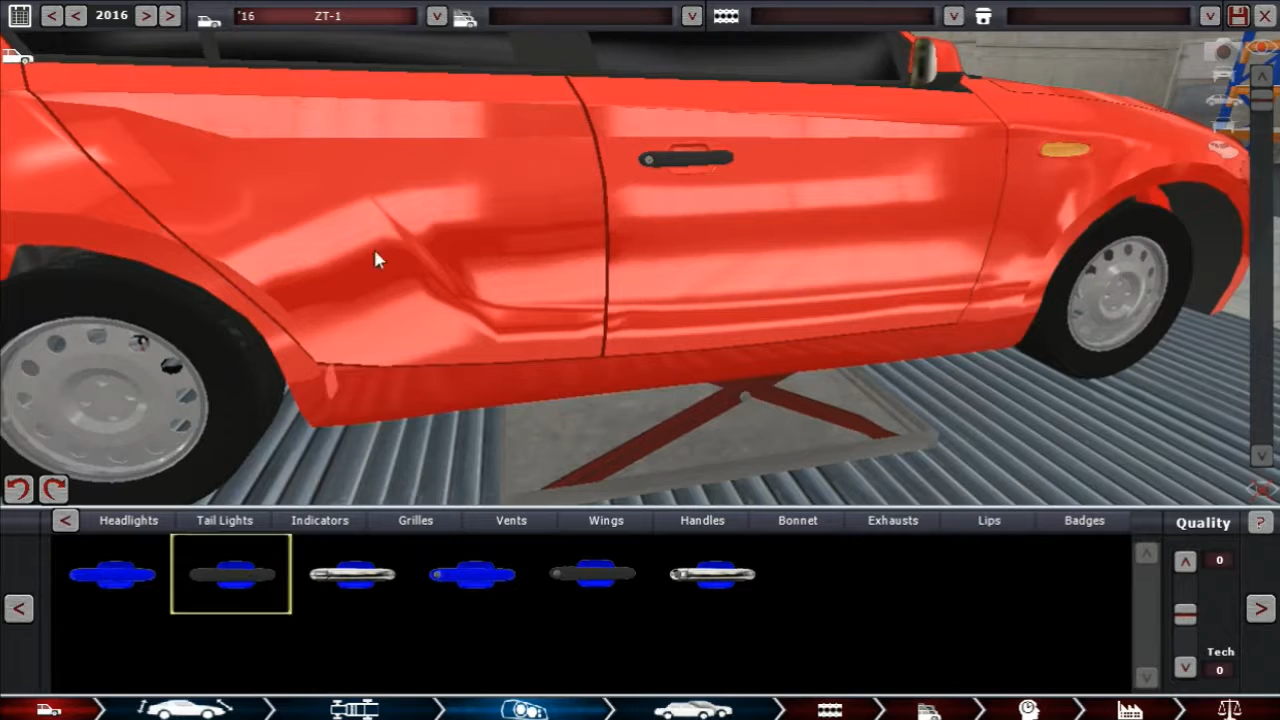 2016 '16 ZT-1
Headlights Tail Lights Indicators Grilles Vents Wings Handles Bonnet Exhausts Lips Badges Quality ?
0
Tech
0